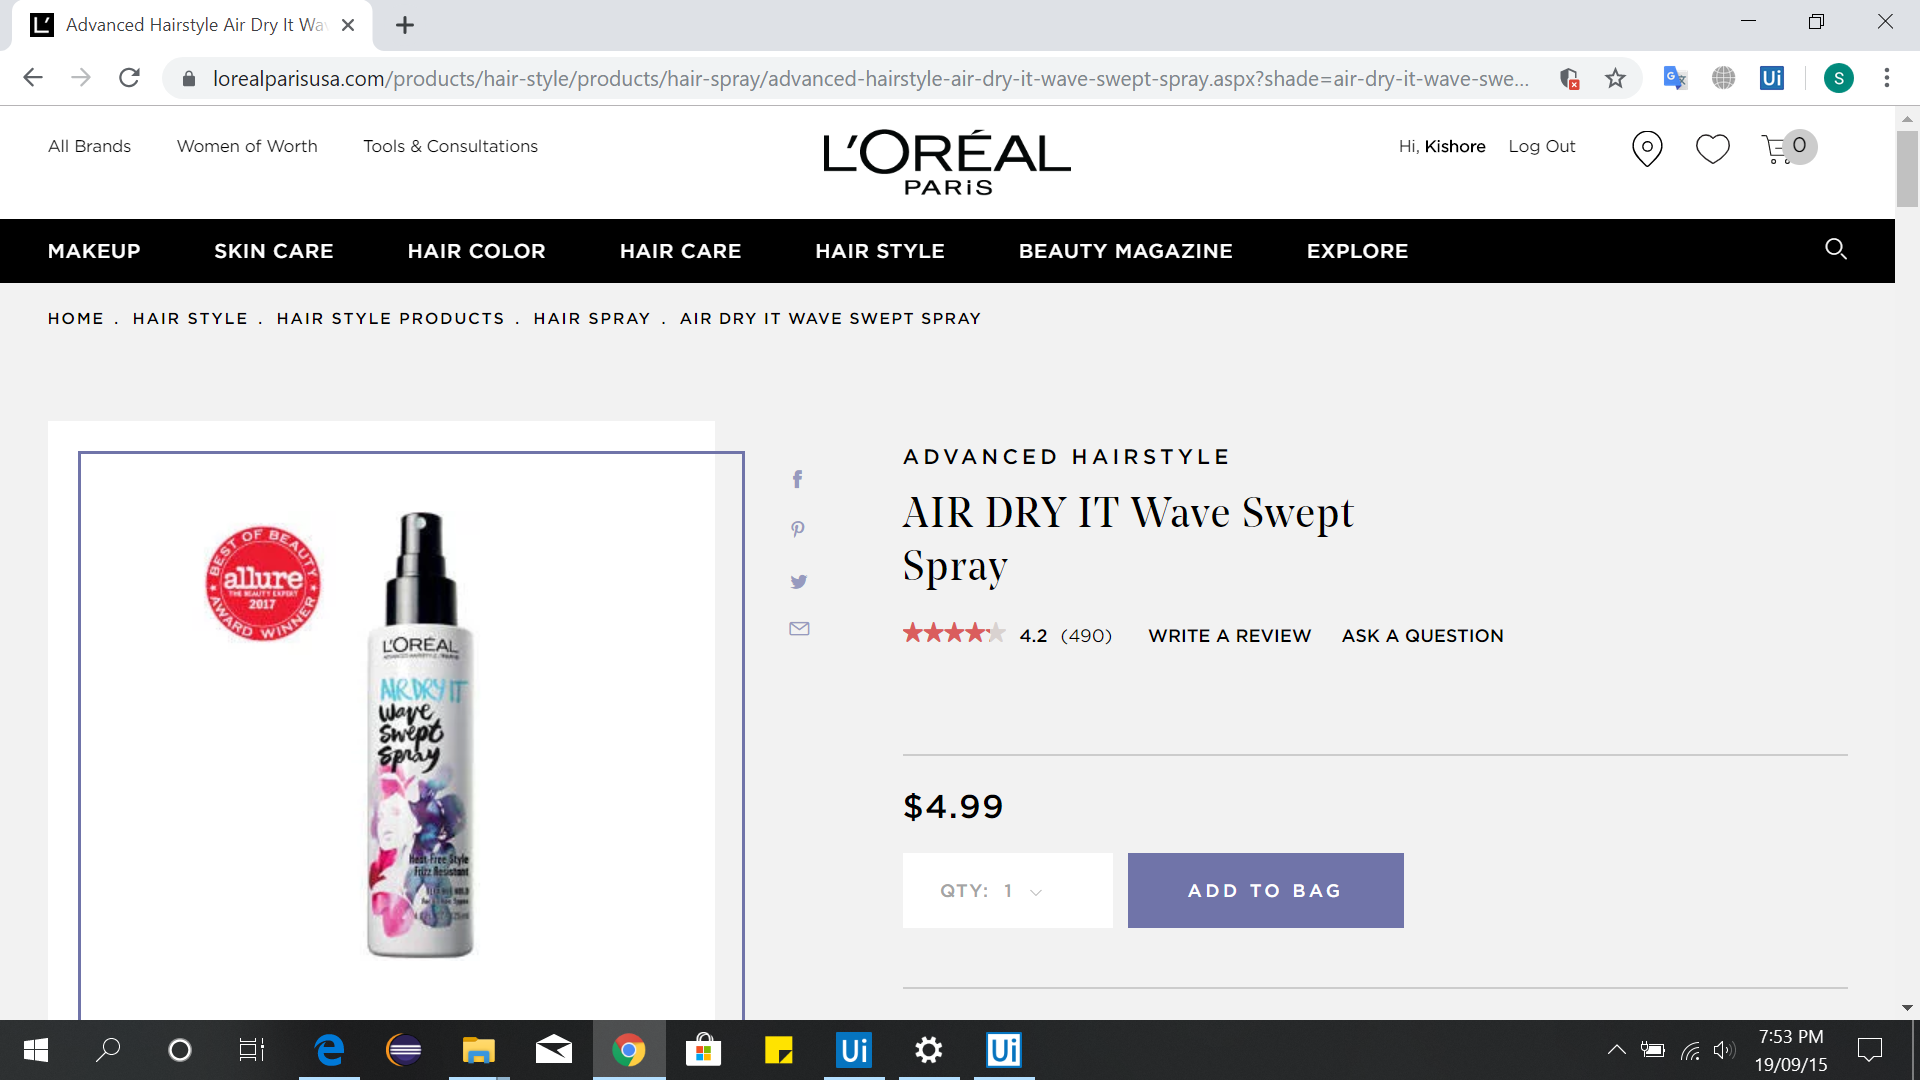 Advanced Hairstyle Air Dry It Wav
lorealparisusa.com/products/hair-style/products/hair-spray/advanced-hairstyle-air-dry-it-wave-swept-spray.aspx?shade=air-dry-it-wave-swe...
Ui
S
All Brands
Women of Worth
Tools & Consultations
L'ORÉAL
PARiS
Hi, Kishore
Log Out
0
MAKEUP
SKIN CARE
HAIR COLOR
HAIR CARE
HAIR STYLE
BEAUTY MAGAZINE
EXPLORE
HOME . HAIR STYLE . HAIR STYLE PRODUCTS . HAIR SPRAY . AIR DRY IT WAVE SWEPT SPRAY
BEST OF BEAUTY
allure
THE BEAUTY EXPERT
2017
AWARD WINNER
L'ORÉAL
AIR DRY IT
Wave
Swept
Spray
Heat-Free Style
Frizz Resistant
ADVANCED HAIRSTYLE
AIR DRY IT Wave Swept
Spray
4.2 (490)
WRITE A REVIEW
ASK A QUESTION
$4.99
QTY: 1
ADD TO BAG
Ui
Ui
7:53 PM
19/09/15